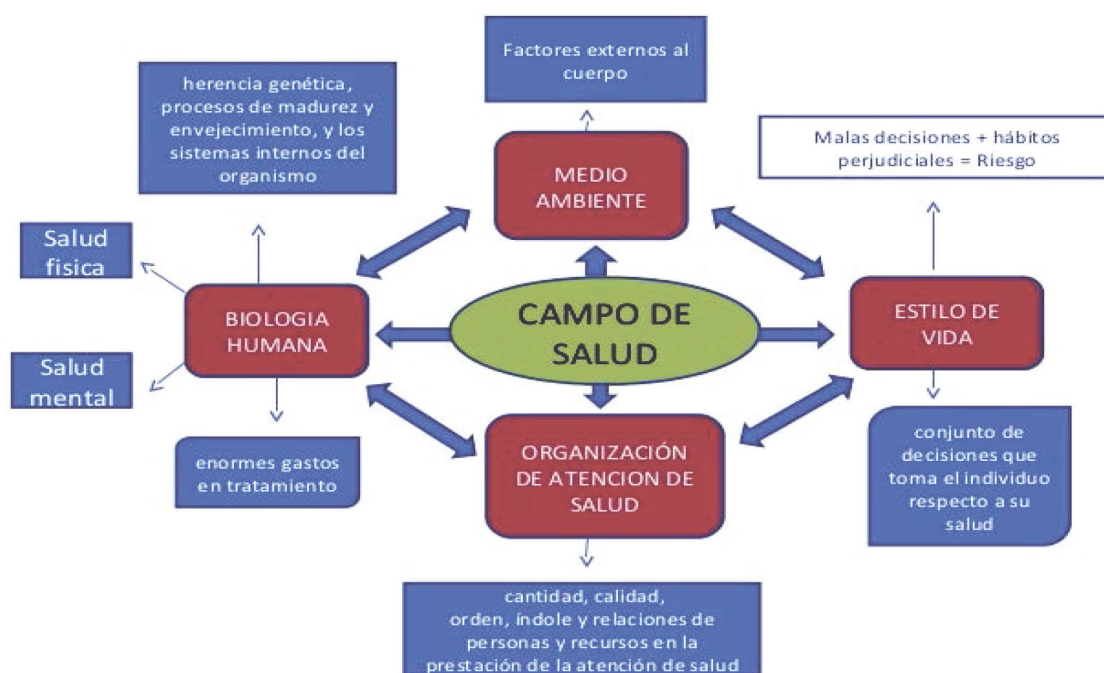 Factores externos al
cuerpo
herencia genética,
procesos de madurez y
envejecimiento, y los
sistemas internos del
organismo
Malas decisiones + hábitos
perjudiciales = Riesgo
MEDIO
AMBIENTE
Salud
fisica
BIOLOGIA
HUMANA
CAMPO DE
SALUD
ESTILO DE
VIDA
Salud
mental
enormes gastos
en tratamiento
ORGANIZACIÓN
DE ATENCION DE
SALUD
conjunto de
decisiones que
toma el individuo
respecto a su
salud
cantidad, calidad,
orden, índole y relaciones de
personas y recursos en la
prestación de la atención de salud